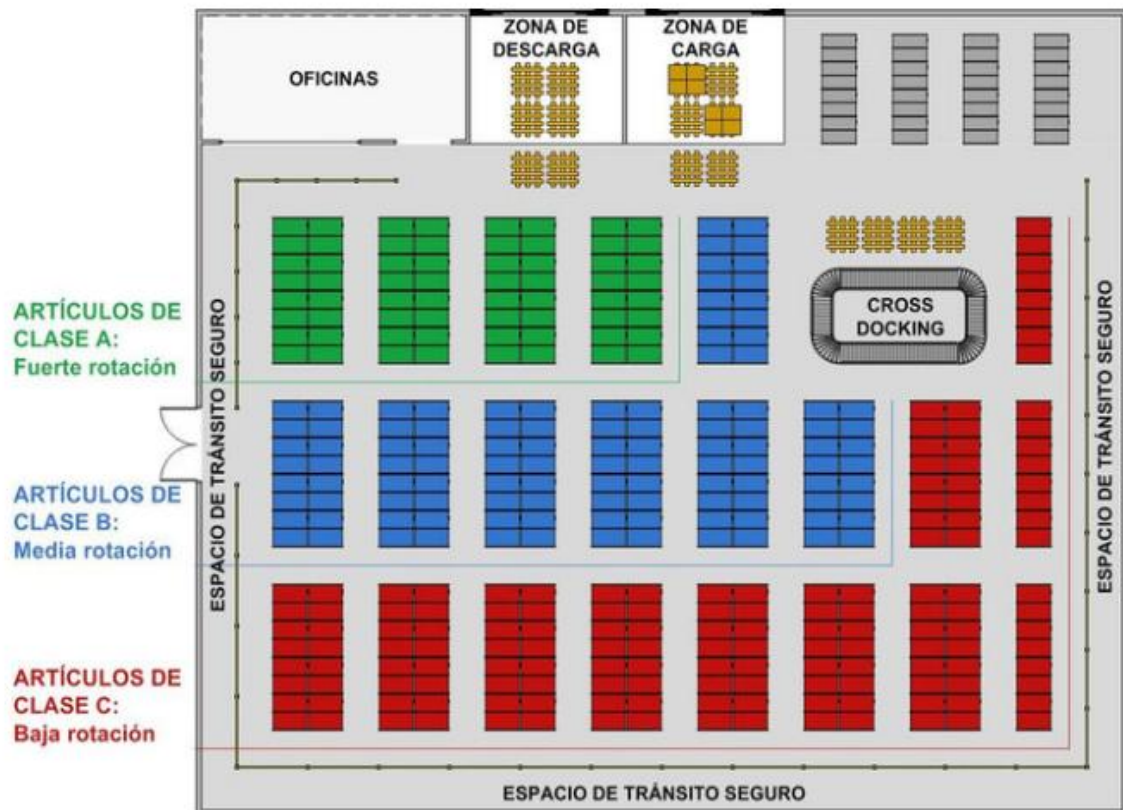 OFICINAS
ZONA DE
DESCARGA
ZONA DE
CARGA
ARTÍCULOS DE
CLASE A:
Fuerte rotación
ESPACIO DE TRÁNSITO SEGURO
CROSS
DOCKING
ESPACIO DE TRÁNSITO SEGURO
ARTÍCULOS DE
CLASE B:
Media rotación
ARTÍCULOS DE
CLASE C:
Baja rotación
ESPACIO DE TRÁNSITO SEGURO